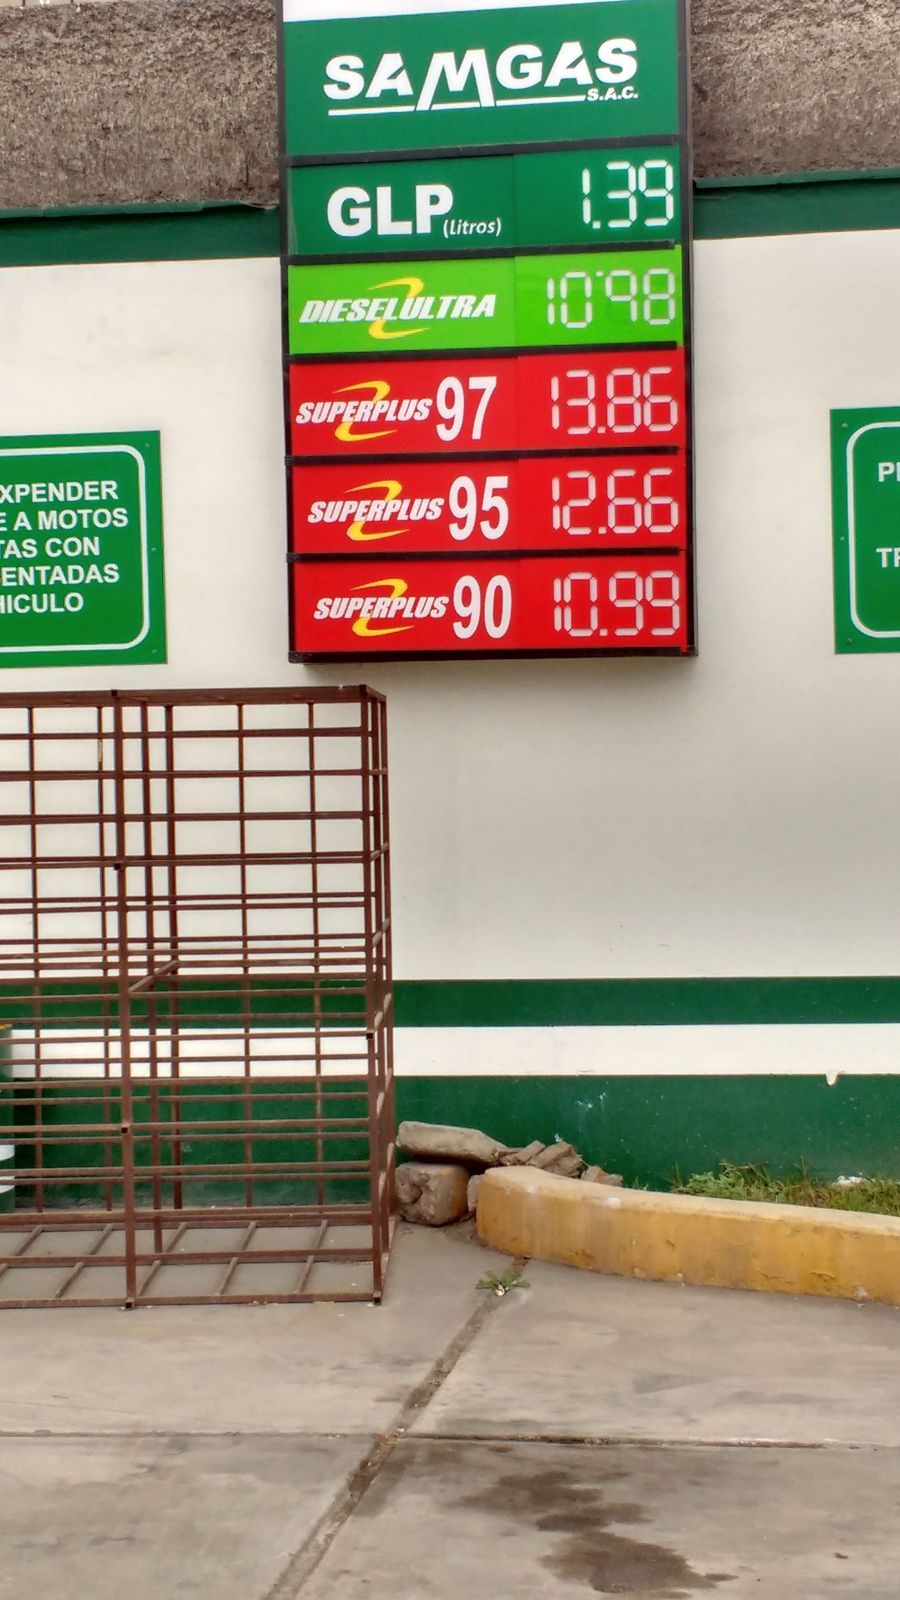 SAMGAS
S.A.C.
GLP (Litros) 1.39
DIESELULTRA 10'98
SUPERPLUS 97 13.86
SUPERPLUS 95 12.66
SUPERPLUS 90 10.99
XPENDER
E A MOTOS
TAS CON
ENTADAS
HICULO
P
TR